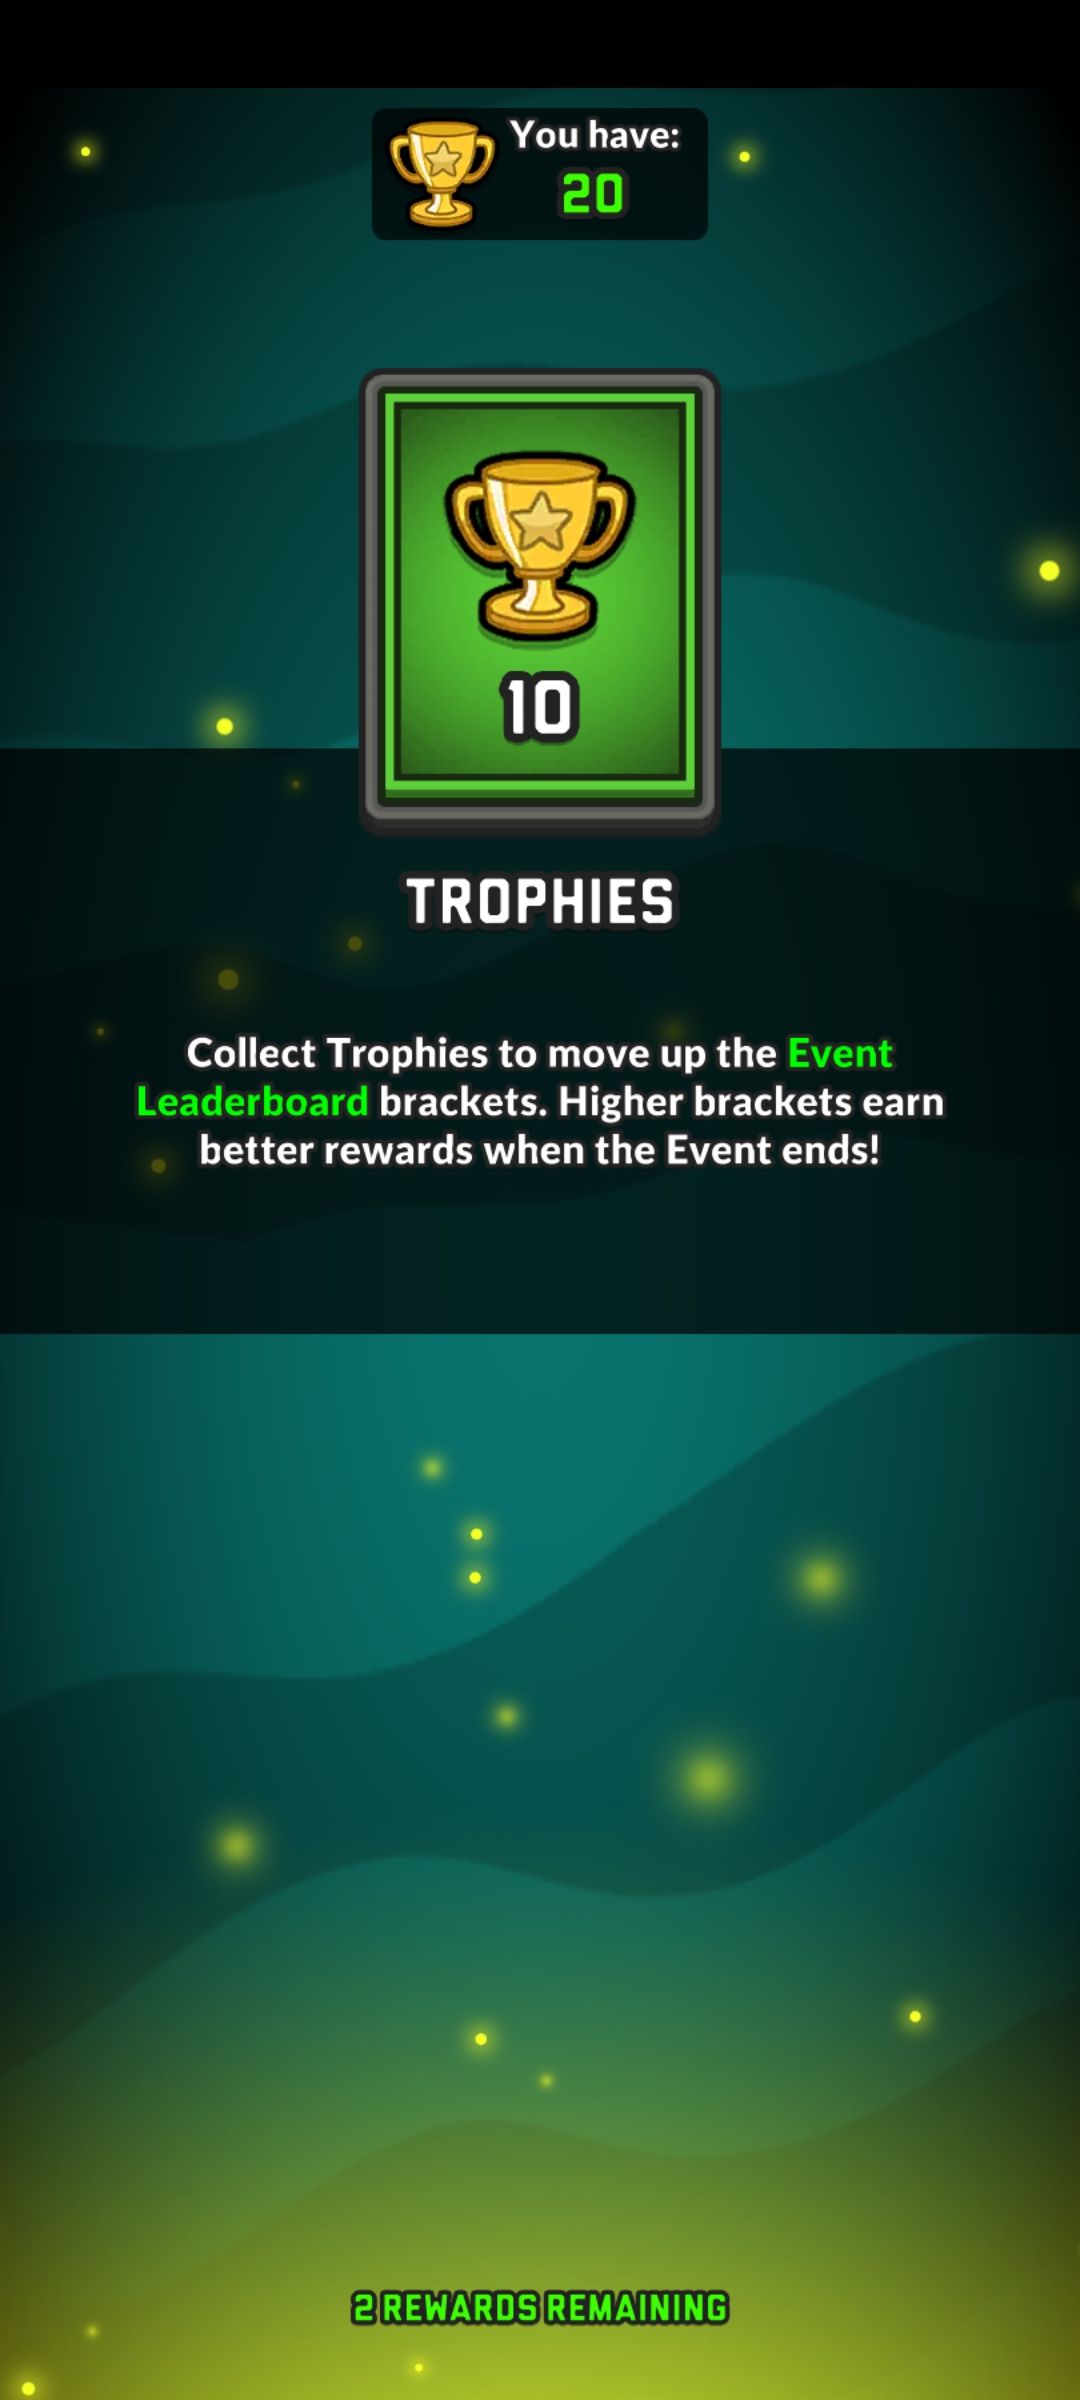 You have:
20
10
TROPHIES
Collect Trophies to move up the Event
Leaderboard brackets. Higher brackets earn
better rewards when the Event ends!
2 REWARDS REMAINING